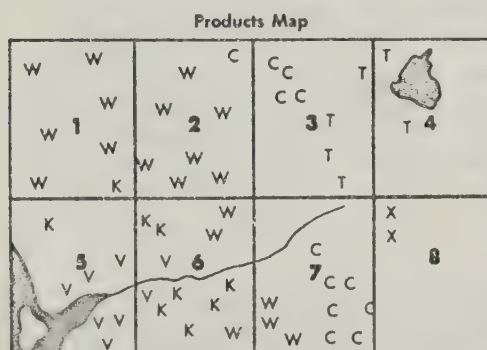 Products Map
W C C T
W W C T
W C C
W W
1 2 3 T T 4
W
W W T
W
W K W W T
K W X
K K W X
C
5 V V 6 8
7
V
V V K K C C
K W C C
V V W
K W
V W C C